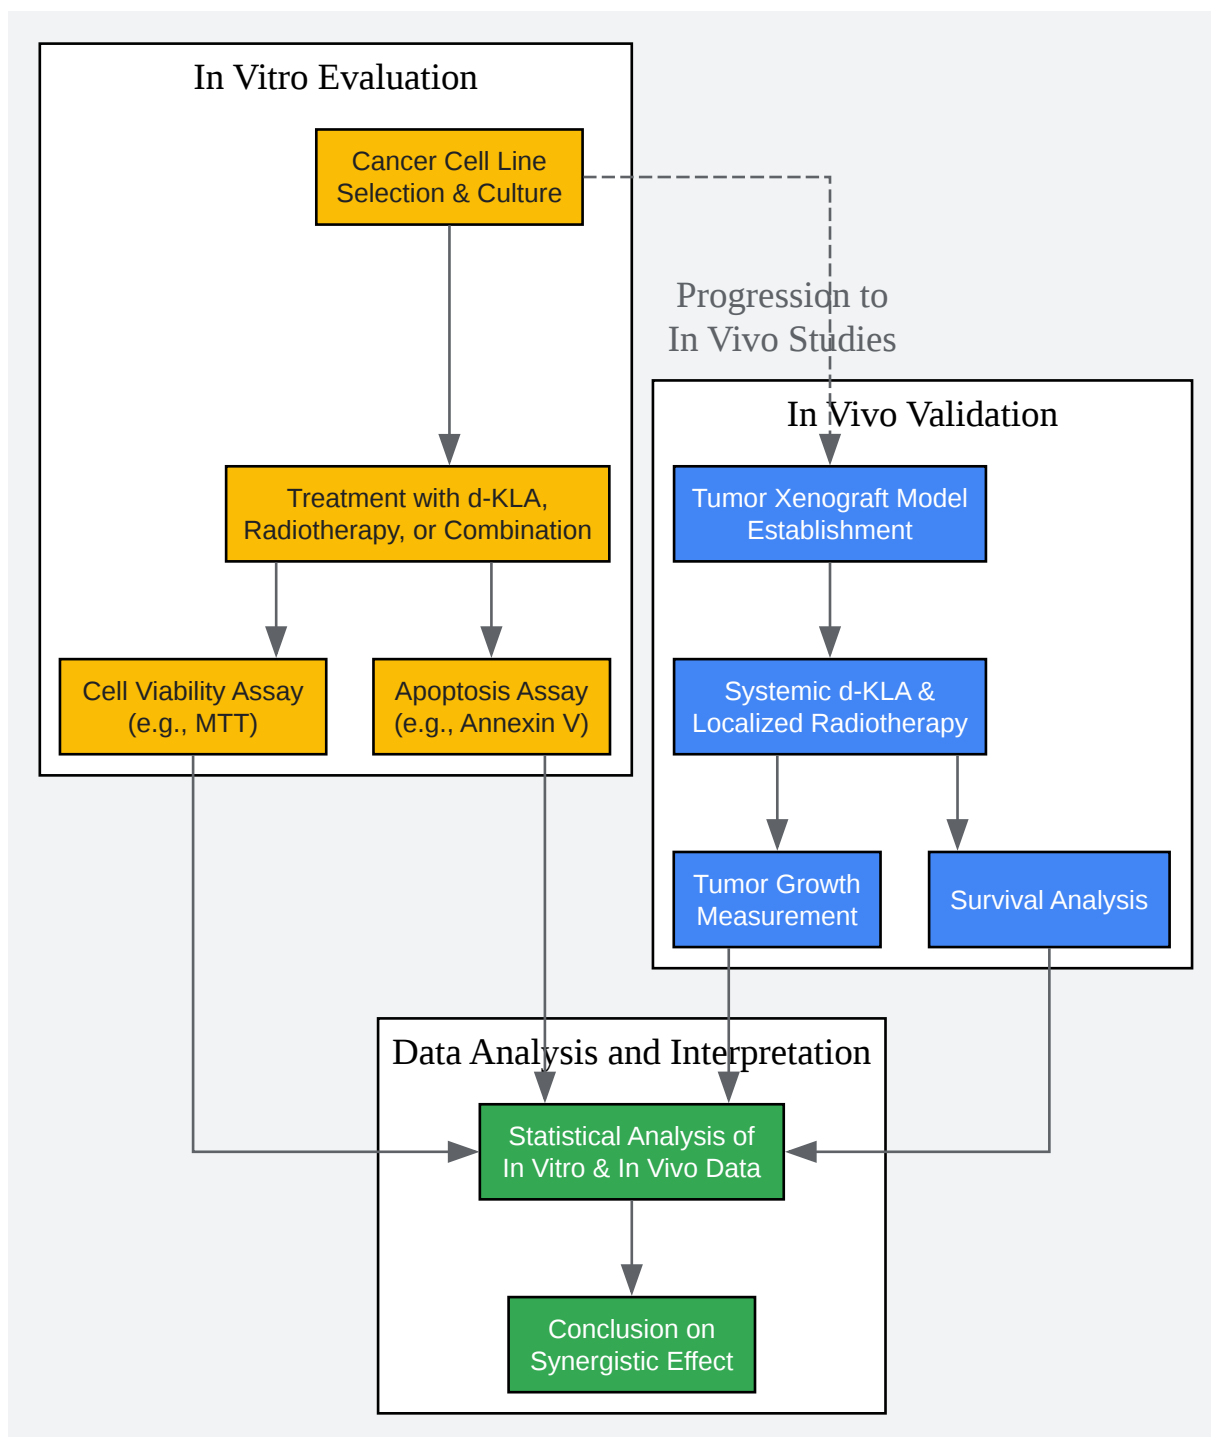 In Vitro Evaluation
Cancer Cell Line
Selection & Culture
Progression to
In Vivo Studies
Treatment with d-KLA,
Radiotherapy, or Combination
Cell Viability Assay
(e.g., MTT)
Apoptosis Assay
(e.g., Annexin V)
In Vivo Validation
Tumor Xenograft Model
Establishment
Systemic d-KLA &
Localized Radiotherapy
Tumor Growth
Measurement
Survival Analysis
Data Analysis and Interpretation
Statistical Analysis of
In Vitro & In Vivo Data
Conclusion on
Synergistic Effect